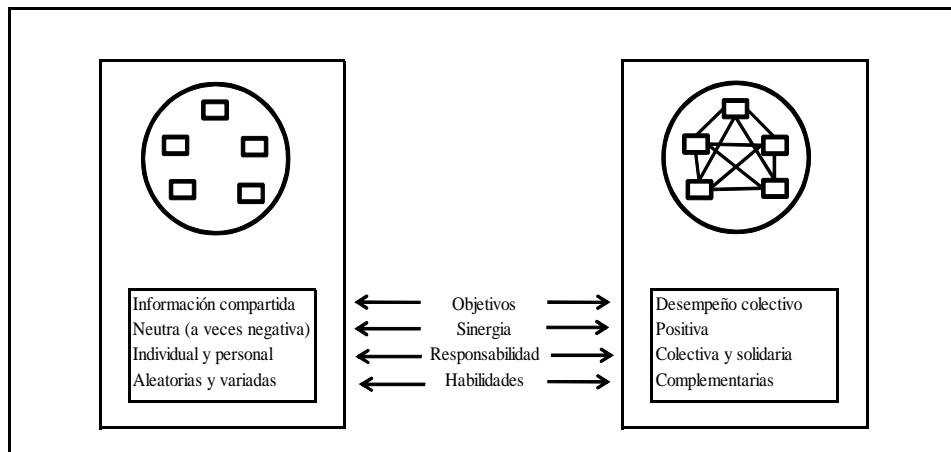 Información compartida
Neutra (a veces negativa)
Individual y personal
Aleatorias y variadas
Objetivos
Sinergia
Responsabilidad
Habilidades
Desempeño colectivo
Positiva
Colectiva y solidaria
Complementarias